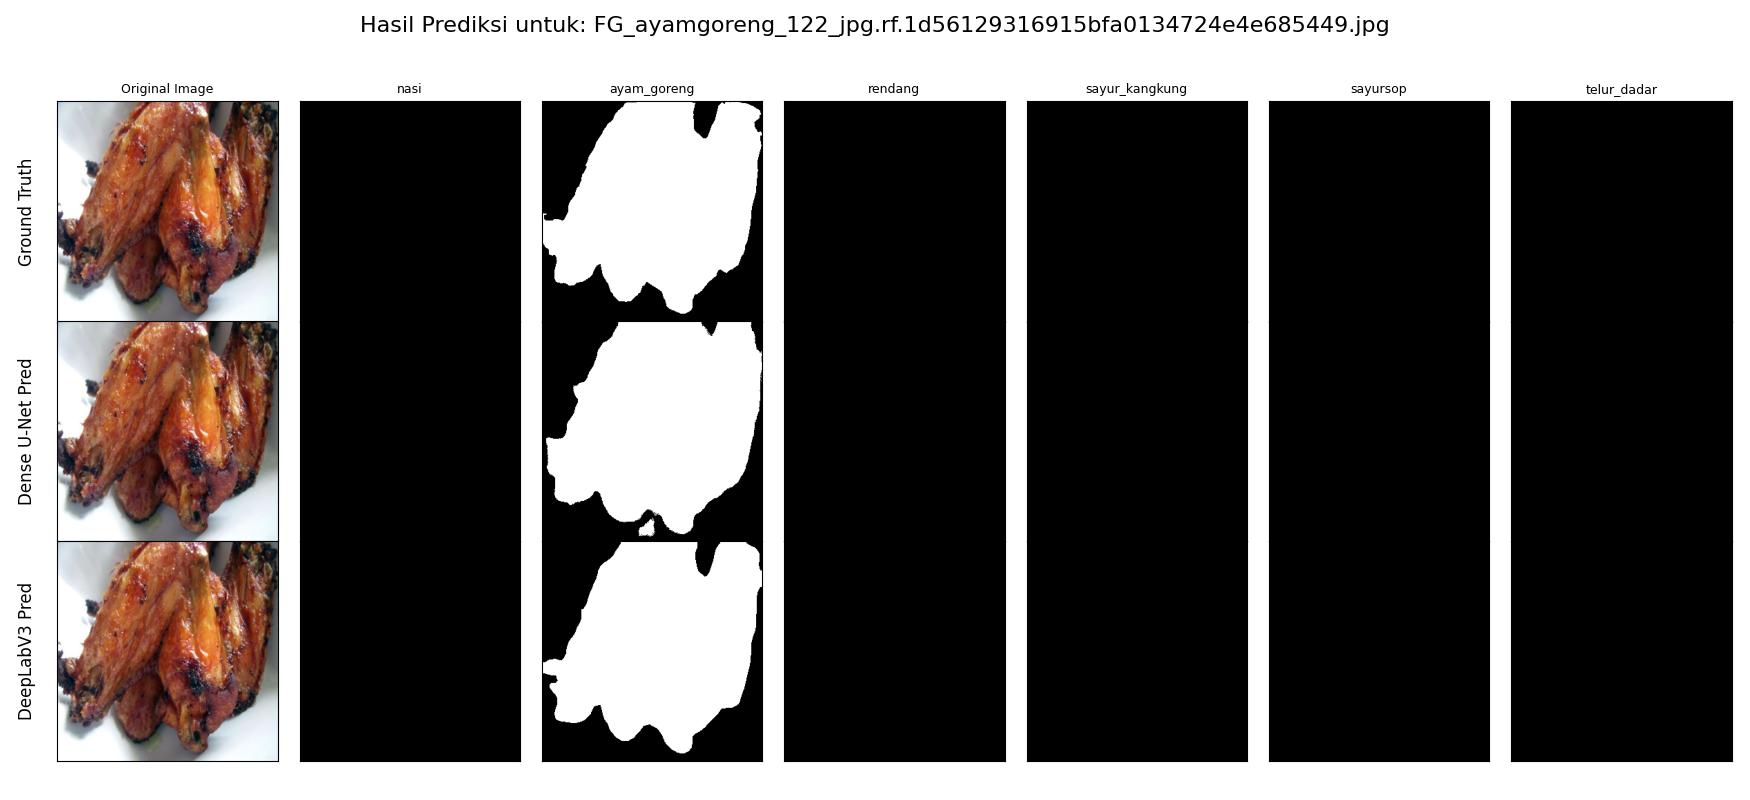 Hasil Prediksi untuk: FG_ayamgoreng_122_jpg.rf.1d56129316915bfa0134724e4e685449.jpg
Original Image
nasi
ayam_goreng
rendang
sayur_kangkung
sayursop
telur_dadar
Ground Truth
Dense U-Net Pred
DeepLabV3 Pred